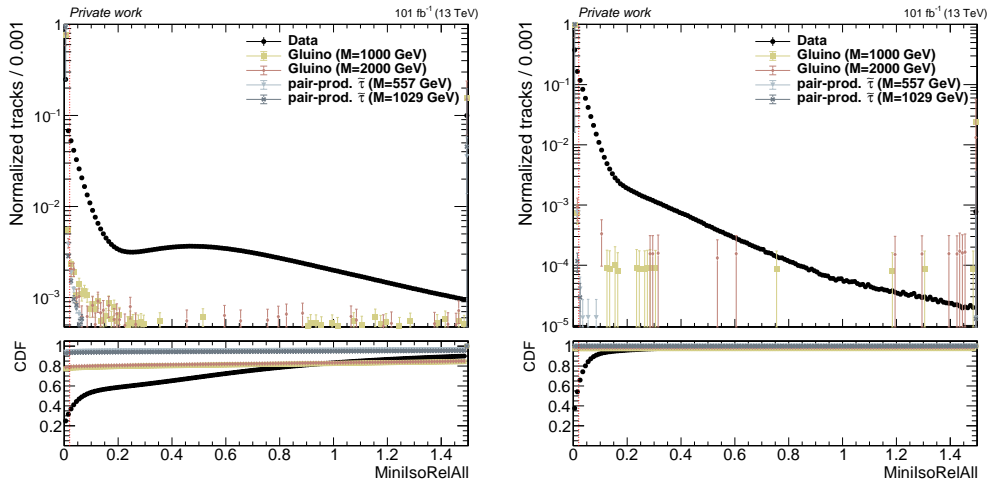 Private work 101 fb⁻¹ (13 TeV)
Normalized tracks / 0.001
1
10⁻¹
10⁻²
10⁻³
Data
Gluino (M=1000 GeV)
Gluino (M=2000 GeV)
pair-prod. τ̃ (M=557 GeV)
pair-prod. τ̃ (M=1029 GeV)
CDF
1
0.8
0.6
0.4
0.2
0 0.2 0.4 0.6 0.8 1 1.2 1.4
MiniIsoRelAll
Private work 101 fb⁻¹ (13 TeV)
Normalized tracks / 0.001
1
10⁻¹
10⁻²
10⁻³
10⁻⁴
10⁻⁵
Data
Gluino (M=1000 GeV)
Gluino (M=2000 GeV)
pair-prod. τ̃ (M=557 GeV)
pair-prod. τ̃ (M=1029 GeV)
CDF
1
0.8
0.6
0.4
0.2
0 0.2 0.4 0.6 0.8 1 1.2 1.4
MiniIsoRelAll